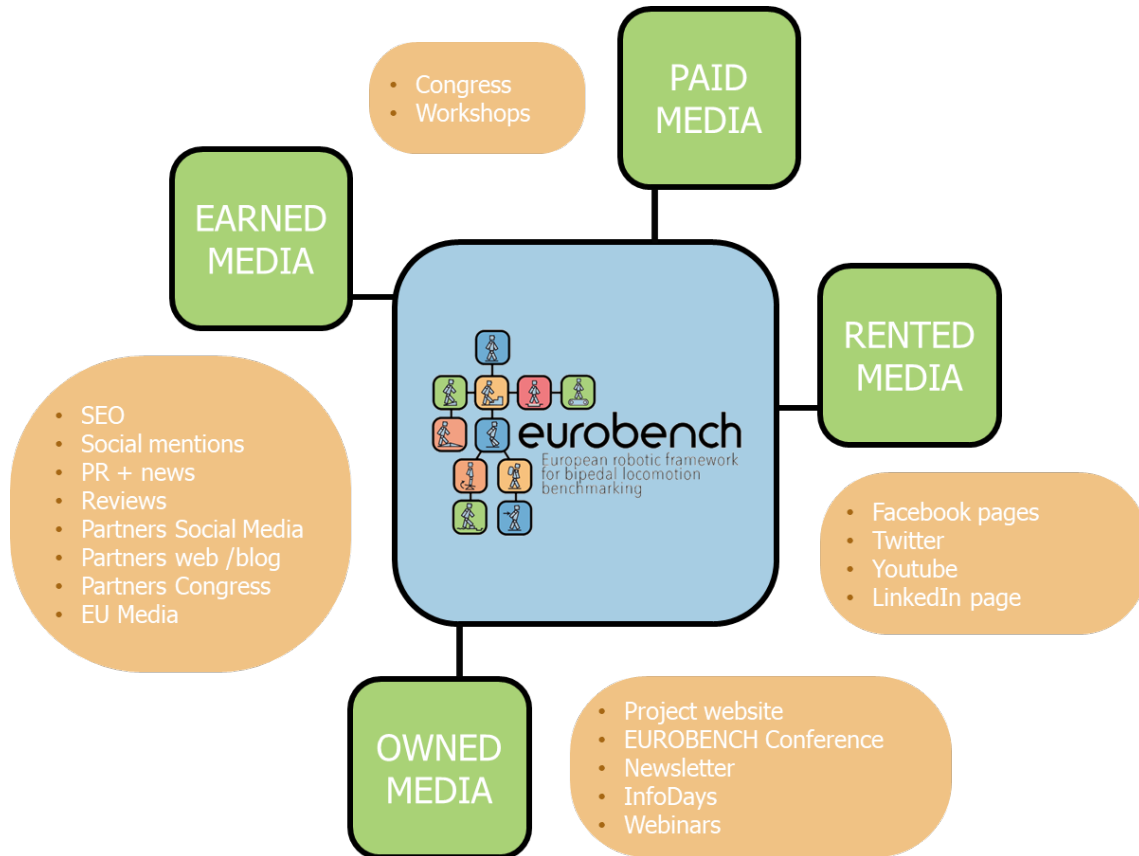 PAID
MEDIA
• Congress
• Workshops
EARNED
MEDIA
RENTED
MEDIA
eurobench
European robotic framework
for bipedal locomotion
benchmarking
• SEO
• Social mentions
• PR + news
• Reviews
• Partners Social Media
• Partners web /blog
• Partners Congress
• EU Media
• Facebook pages
• Twitter
• Youtube
• LinkedIn page
OWNED
MEDIA
• Project website
• EUROBENCH Conference
• Newsletter
• InfoDays
• Webinars